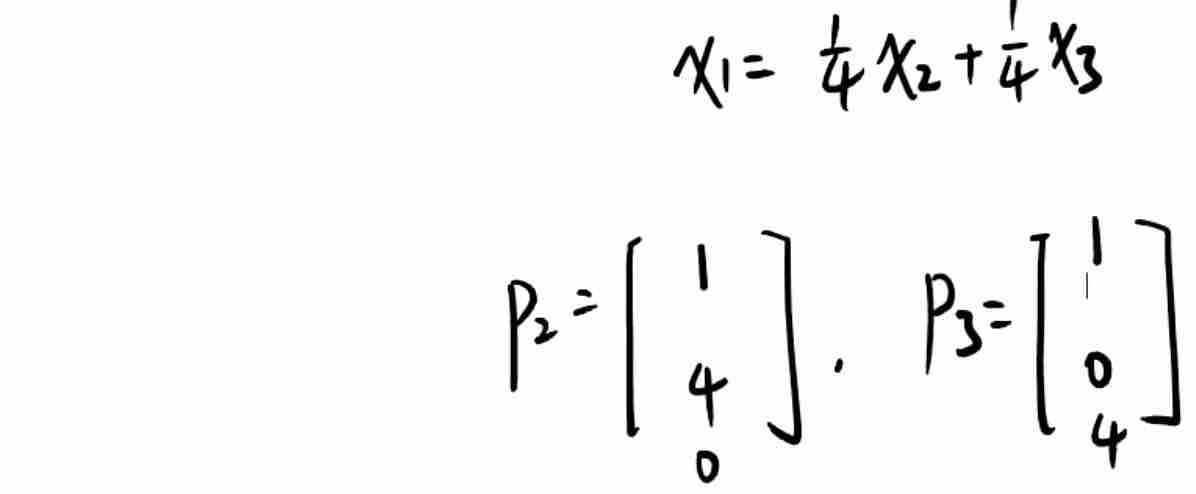 x₁ = 1/4 x₂ + 1/4 x₃
P₂ = [1 4 0] . P₃ = [1 0 4]